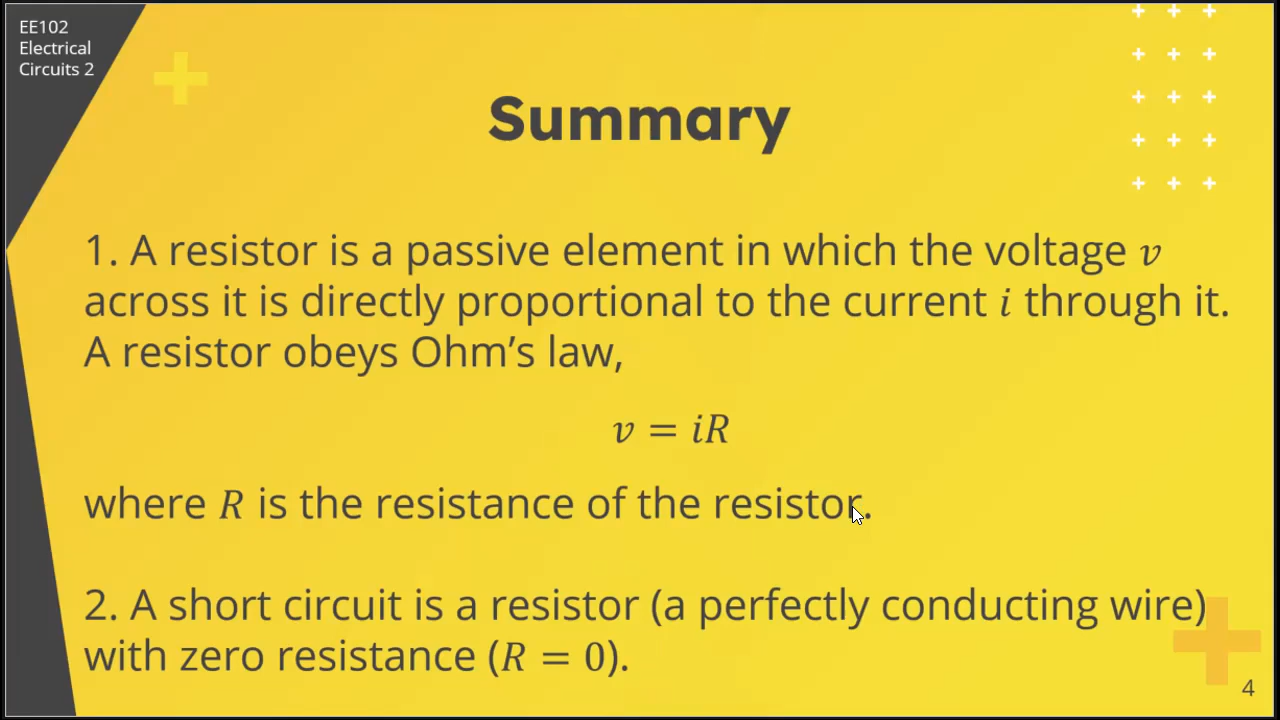 EE102
Electrical
Circuits 2
Summary
1. A resistor is a passive element in which the voltage v
across it is directly proportional to the current i through it.
A resistor obeys Ohm’s law,
v = iR
where R is the resistance of the resistor.
2. A short circuit is a resistor (a perfectly conducting wire)
with zero resistance (R = 0).
4